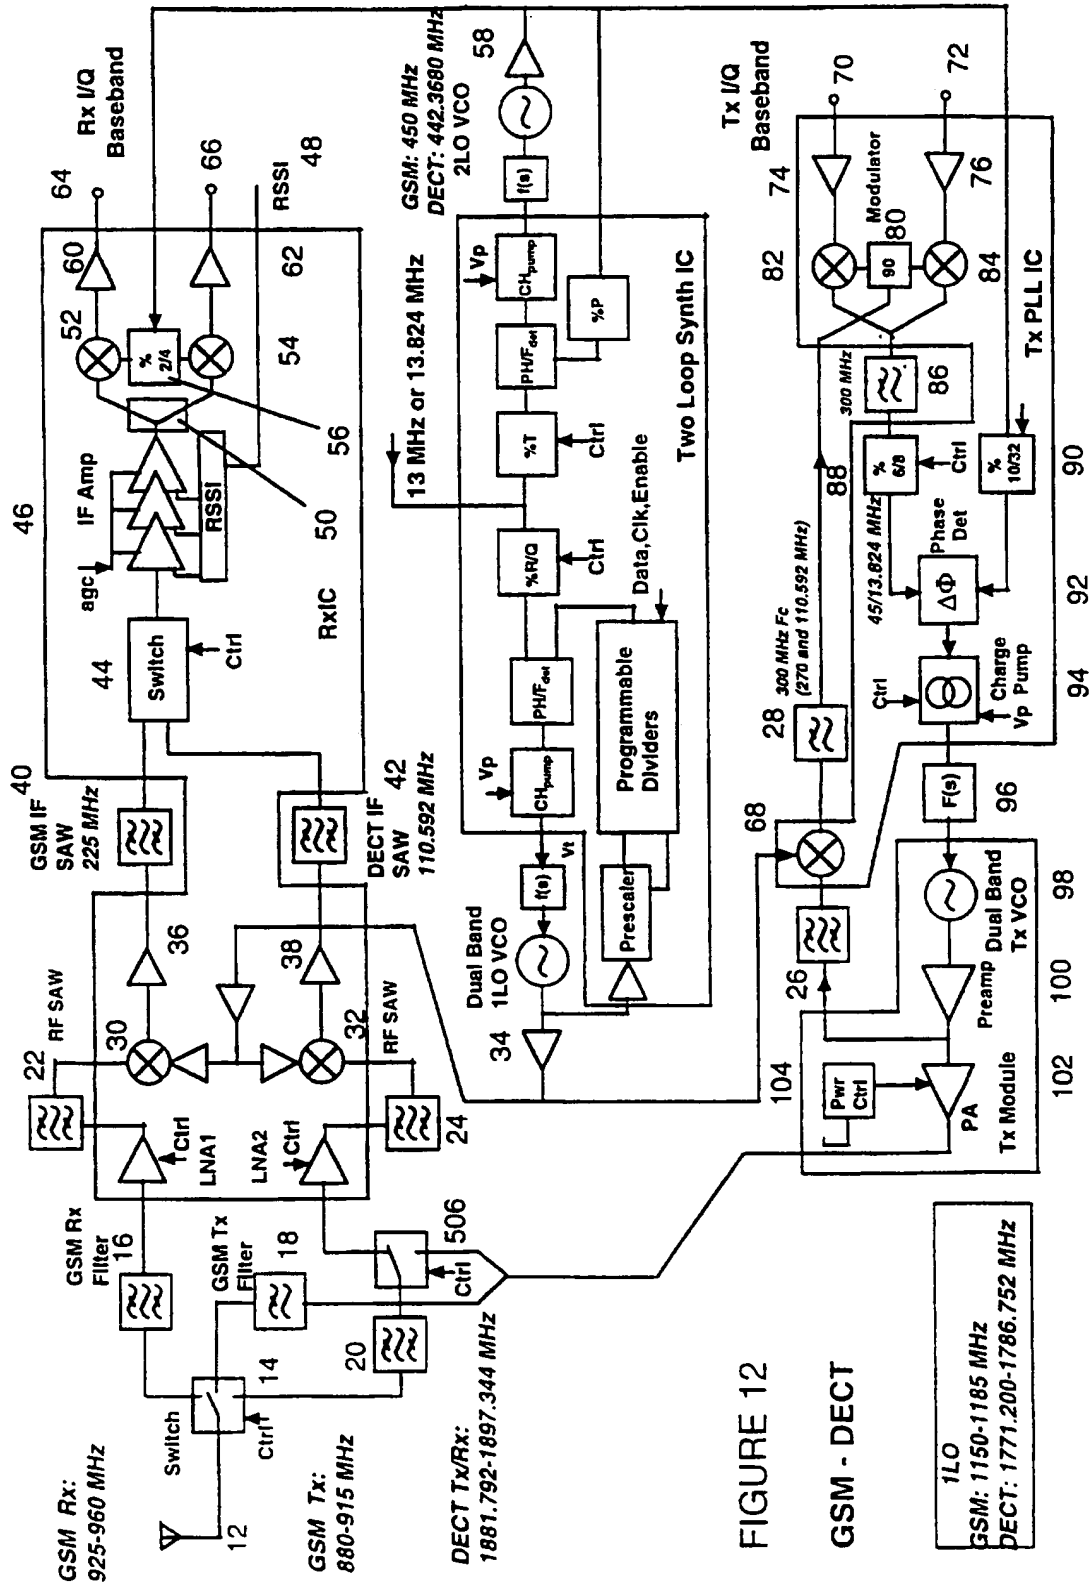 GSM Rx:
925-960 MHz
12
Switch
Ctrl
14
GSM Tx:
880-915 MHz
DECT Tx/Rx:
1881.792-1897.344 MHz
GSM Rx
Filter
16
GSM Tx
Filter
18
20
506
Ctrl
22
RF SAW
30
36
LNA1
Ctrl
LNA2
Ctrl
38
32
RF SAW
24
40
GSM IF
SAW
225 MHz
DECT IF
SAW
42
110.592 MHz
46
44
Switch
Ctrl
agc
IF Amp
RSSI
RxIC
50
56
52
60
64
%
2/4
54
62
66
Rx I/Q
Baseband
RSSI
48
34
Dual Band
1LO VCO
f(s)
Vt
Vp
CHpump
PH/Fdet
%R/Q
Ctrl
13 MHz or 13.824 MHz
%T
Ctrl
PH/Fdet
Vp
CHpump
%P
f(s)
GSM: 450 MHz
DECT: 442.3680 MHz
2LO VCO
58
Prescaler
Programmable
Dividers
Data,Clk,Enable
Two Loop Synth IC
104
Pwr
Ctrl
PA
Tx Module
102
Preamp
100
Dual Band
Tx VCO
98
26
68
28
300 MHz Fc
(270 and 110.592 MHz)
F(s)
96
Ctrl
Vp
Charge
Pump
94
ΔΦ
Phase
Det
92
45/13.824 MHz
88
%
6/8
Ctrl
%
10/32
90
300 MHz
86
Tx PLL IC
82
74
Modulator
80
90
84
76
Tx I/Q
Baseband
70
72
FIGURE 12
GSM - DECT
1LO
GSM: 1150-1185 MHz
DECT: 1771.200-1786.752 MHz